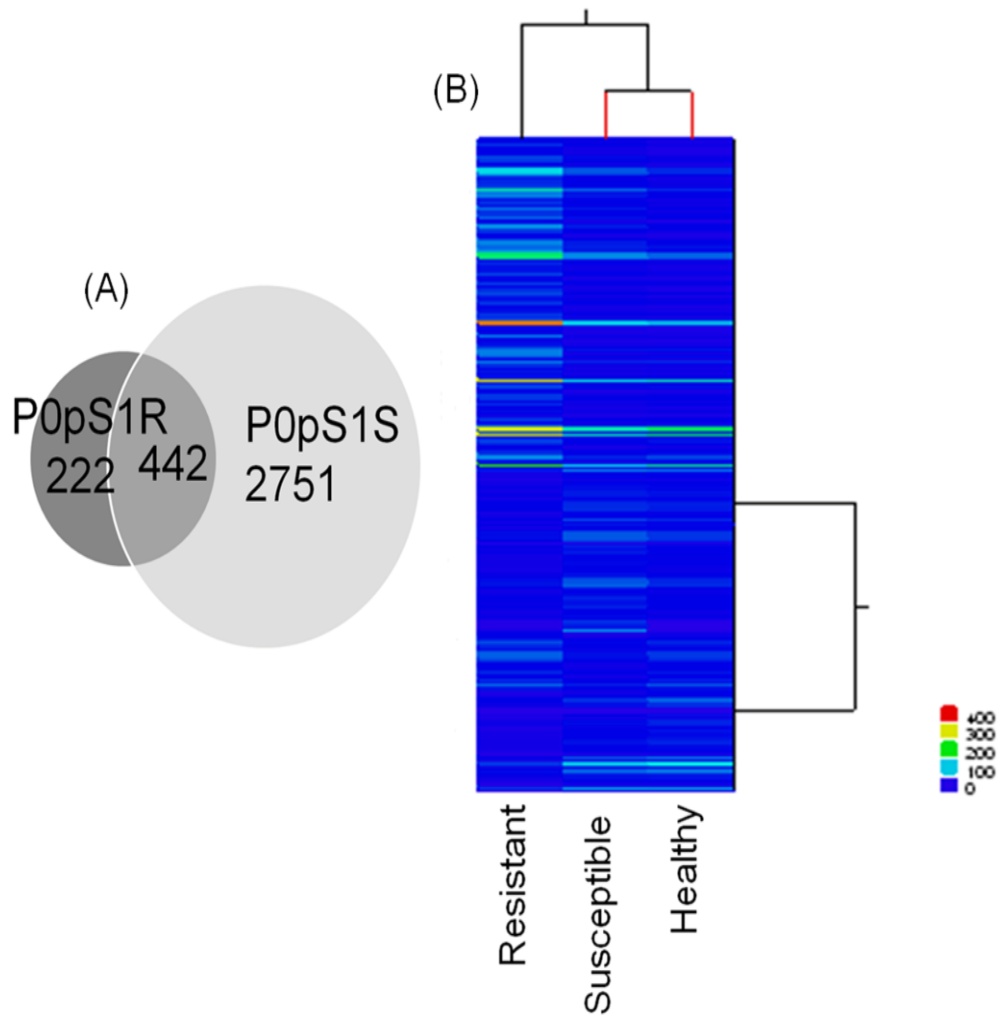 (A)
P0pS1R
222
442
P0pS1S
2751
(B)
Resistant
Susceptible
Healthy
400
300
200
100
0